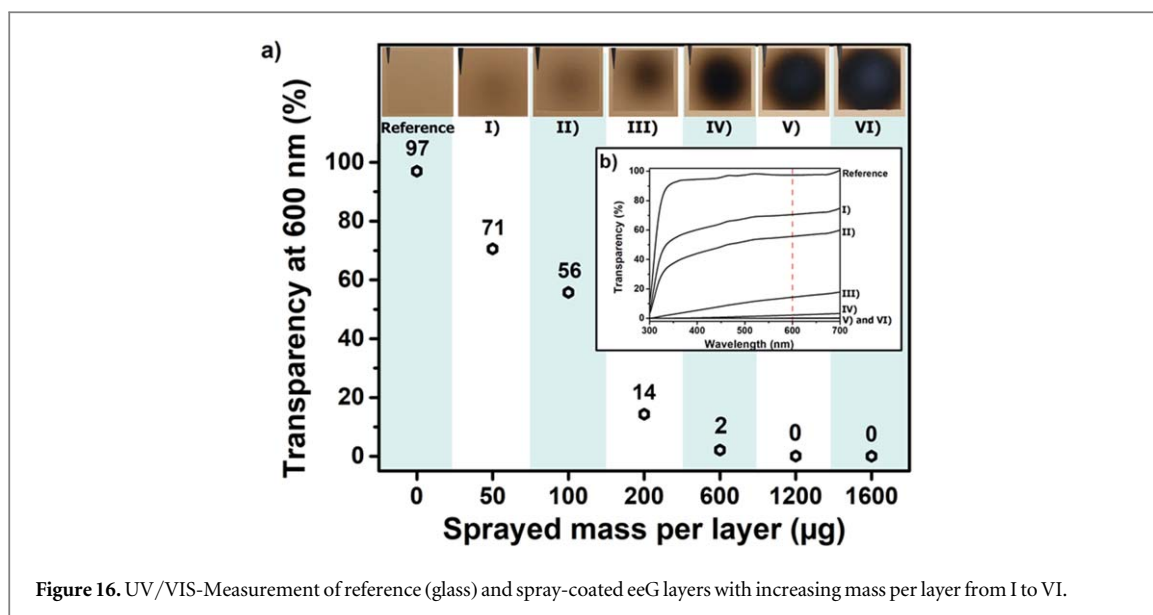 a)
Transparency at 600 nm (%)
Reference I) II) III) IV) V) VI)
97
71
56
14
2
0
0
100
80
60
40
20
0
0 50 100 200 600 1200 1600
Sprayed mass per layer (µg)
b)
Transparency (%)
100
80
60
40
20
0
Reference
I)
II)
III)
IV)
V) and VI)
300 400 500 600 700
Wavelength (nm)
Figure 16. UV/VIS-Measurement of reference (glass) and spray-coated eeG layers with increasing mass per layer from I to VI.